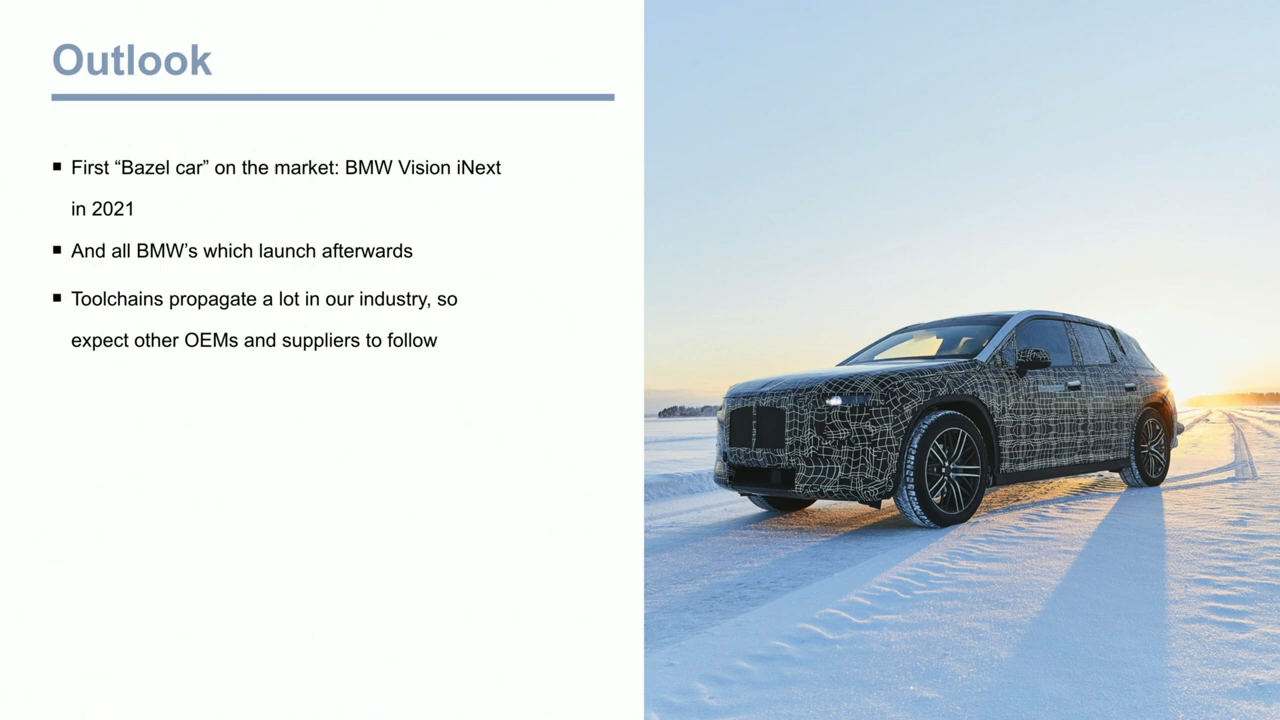 Outlook
▪ First “Bazel car” on the market: BMW Vision iNext
in 2021
▪ And all BMW’s which launch afterwards
▪ Toolchains propagate a lot in our industry, so
expect other OEMs and suppliers to follow